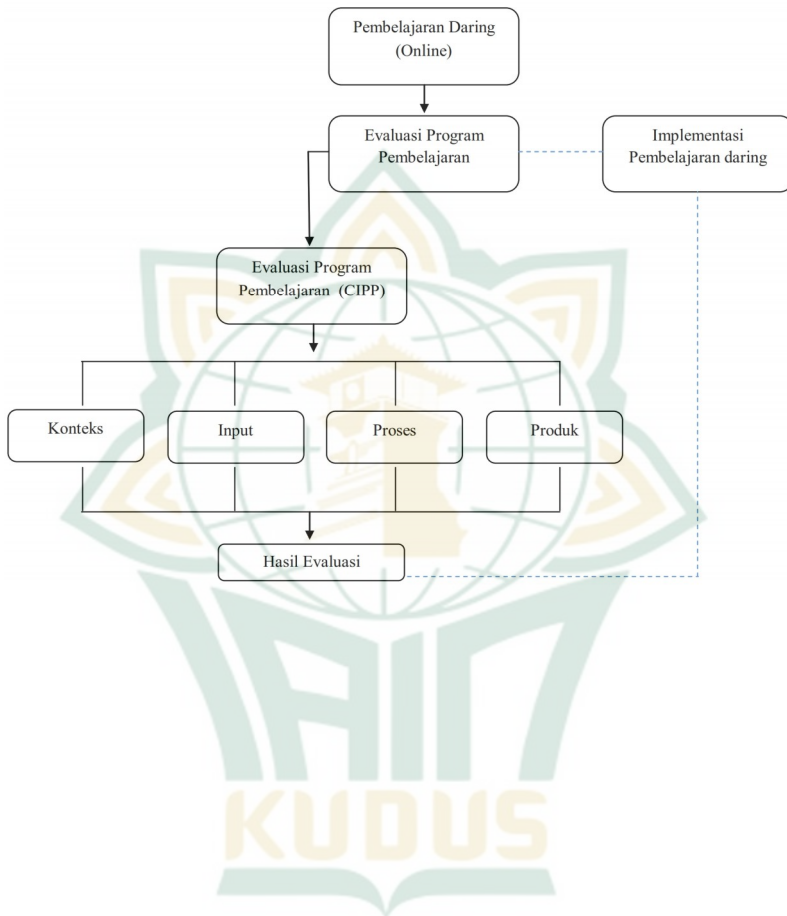 Pembelajaran Daring
(Online)
Evaluasi Program
Pembelajaran
Implementasi
Pembelajaran daring
Evaluasi Program
Pembelajaran (CIPP)
Konteks
Input
Proses
Produk
Hasil Evaluasi
IAIN
KUDUS